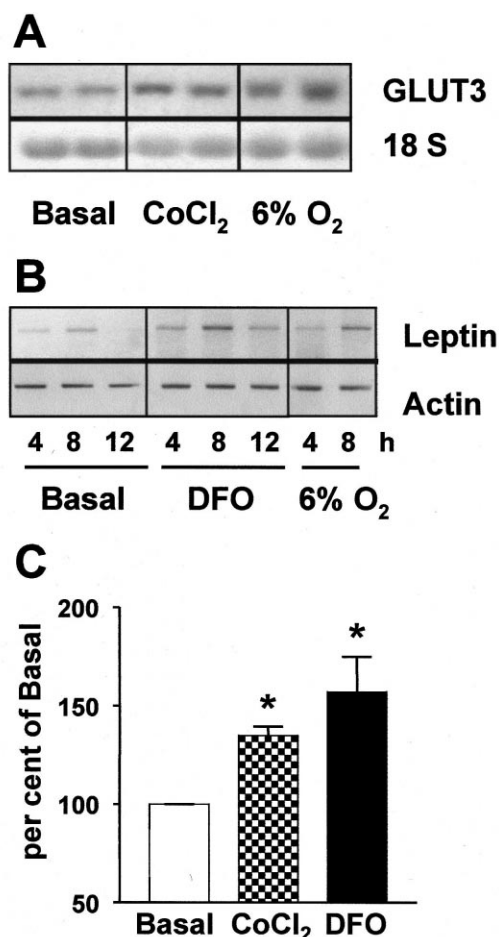 A
GLUT3
18 S
Basal CoCl₂ 6% O₂
B
Leptin
Actin
4 8 12 4 8 12 4 8 h
Basal DFO 6% O₂
C
per cent of Basal
200
150
100
50
* *
Basal CoCl₂ DFO